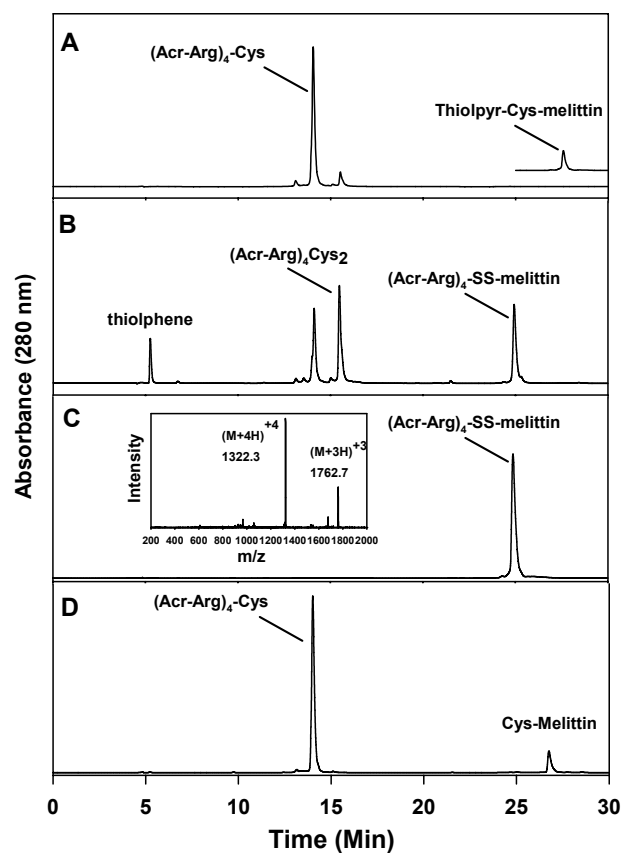 A
(Acr-Arg)4-Cys
Thiolpyr-Cys-melittin
B
(Acr-Arg)4Cys2
(Acr-Arg)4-SS-melittin
thiolphene
C
(Acr-Arg)4-SS-melittin
(M+4H)+4
1322.3
(M+3H)+3
1762.7
Intensity
200 400 600 800 1000 1200 1400 1600 1800 2000
m/z
D
(Acr-Arg)4-Cys
Cys-Melittin
0 5 10 15 20 25 30
Time (Min)
Absorbance (280 nm)